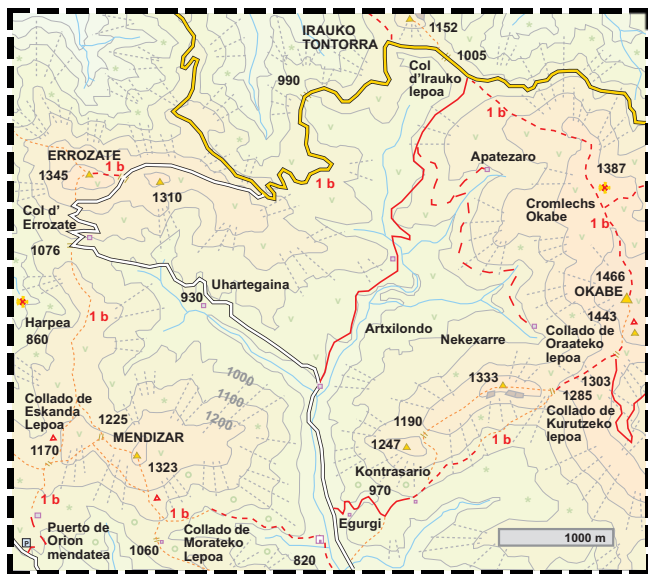 IRAUKO
TONTORRA
1152
1005
Col
d'Irauko
lepoa
990
1 b
Apatezaro
ERROZATE
1 b
1345
1310
1 b
1387
Cromlechs
Okabe
1 b
Col d'
Errozate
1076
Uhartegaina
930
1466
OKABE
1443
1 b
Harpea
860
Artxilondo
Nekexarre
Collado de
Oraateko
lepoa
1000
1100
1200
1333
1303
1285
Collado de
Kurutzeko
lepoa
Collado de
Eskanda
Lepoa
1170
1225
MENDIZAR
1323
1190
1247
1 b
Kontrasario
970
1 b
1 b
Egurgi
P
Puerto de
Orion
mendatea
1060
Collado de
Morateko
Lepoa
820
1000 m